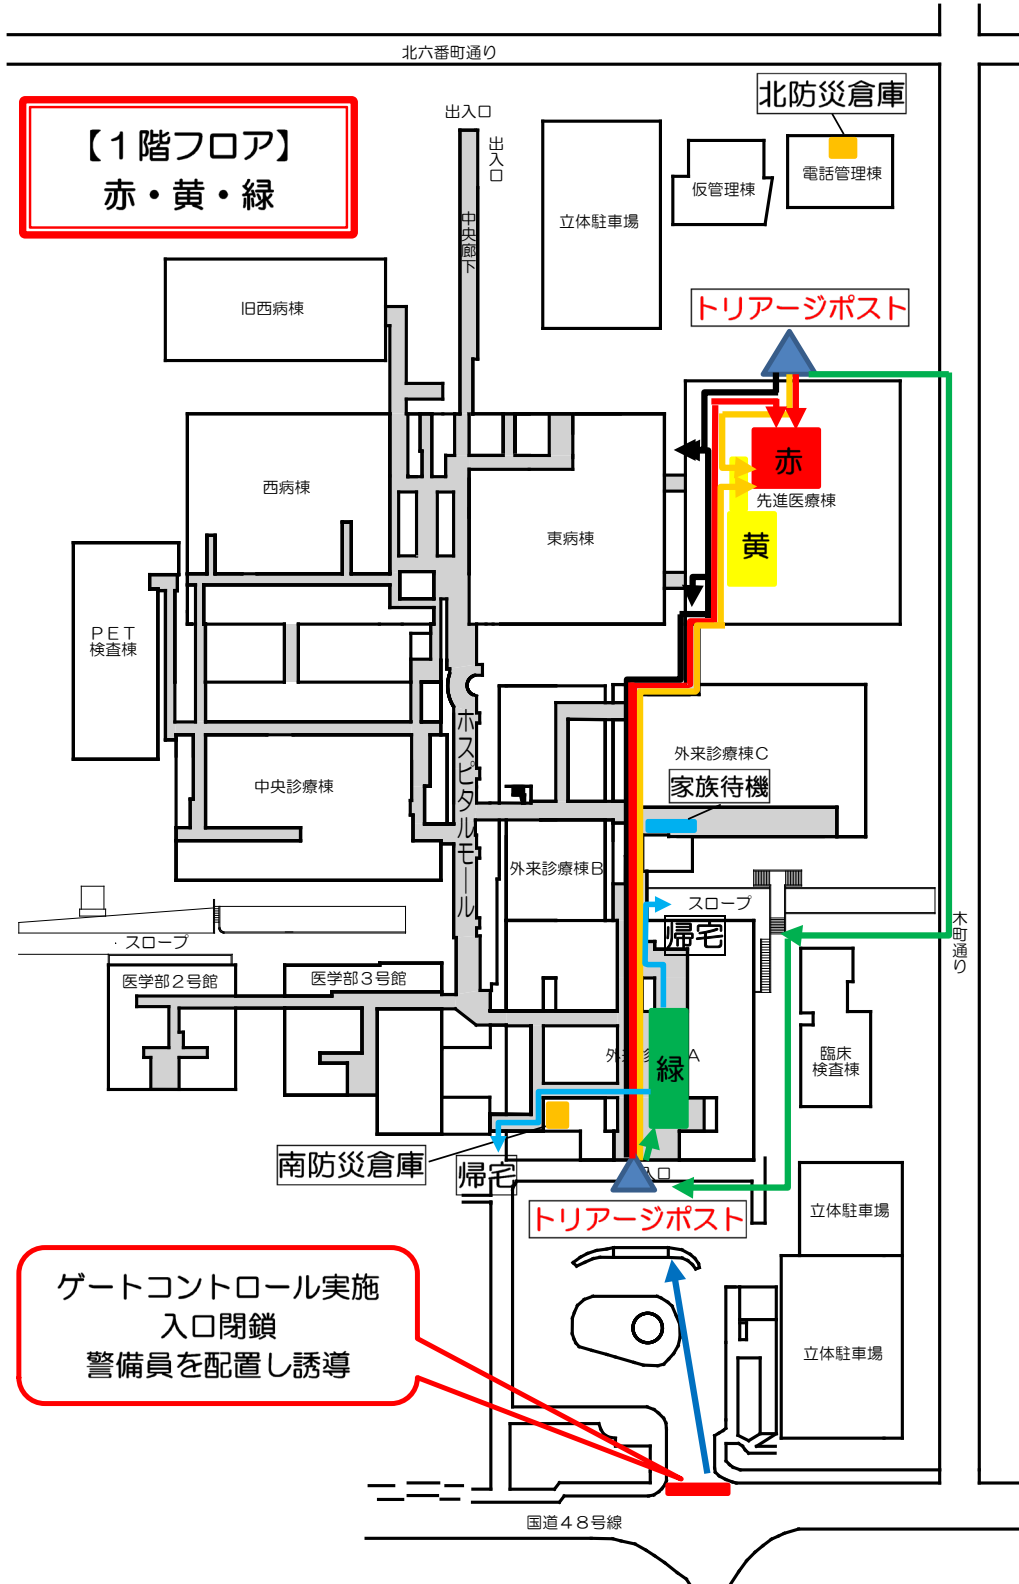 北六番町通り
北防災倉庫
【１階フロア】
赤・黄・緑
出入口
出入口
電話管理棟
仮管理棟
立体駐車場
中央廊下
旧西病棟
トリアージポスト
赤
先進医療棟
西病棟
東病棟
黄
ＰＥＴ
検査棟
ホスピタルモール
外来診療棟Ｃ
家族待機
中央診療棟
外来診療棟Ｂ
スロープ
帰宅
木町通り
・スロープ
医学部２号館
医学部３号館
緑
臨床
検査棟
南防災倉庫
帰宅
入口
トリアージポスト
立体駐車場
ゲートコントロール実施
入口閉鎖
警備員を配置し誘導
立体駐車場
国道４８号線